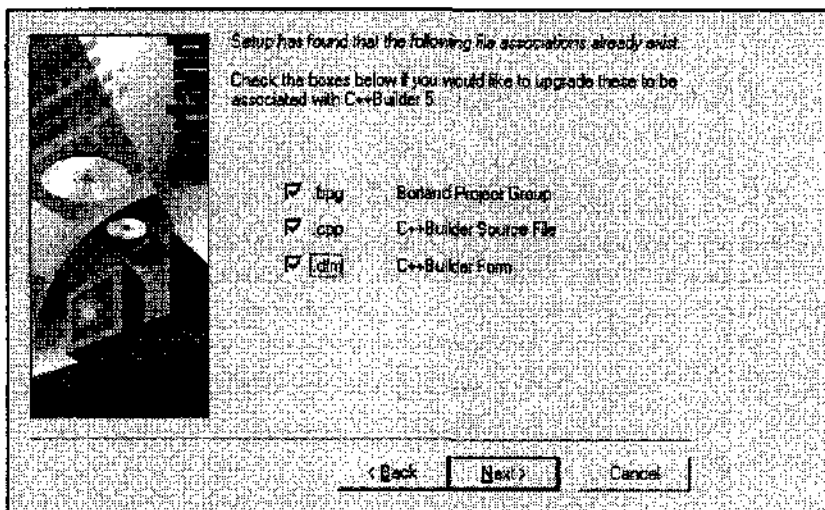 Setup has found that the following file associations already exist.
Check the boxes below if you would like to upgrade these to be
associated with C++Builder 5.
.bpg Borland Project Group
.cpp C++Builder Source File
.dfm C++Builder Form
< Back Next > Cancel